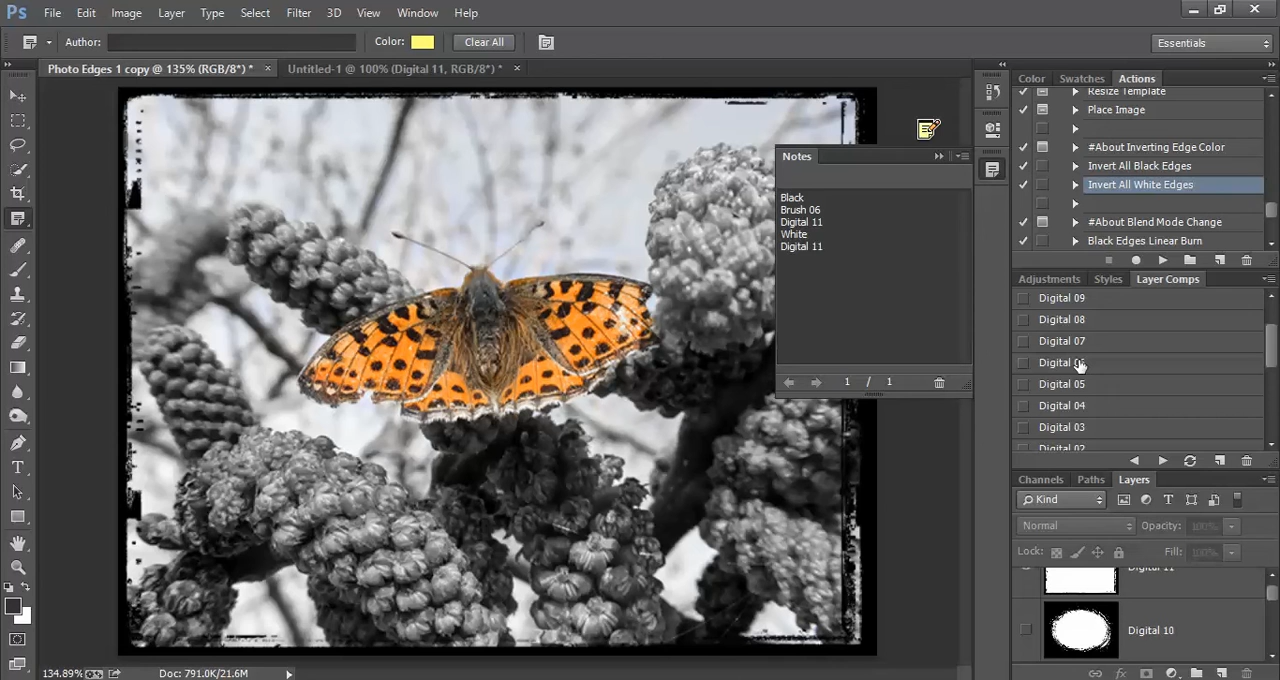 Ps File Edit Image Layer Type Select Filter 3D View Window Help
Author: Color: Clear All Essentials
Photo Edges 1 copy @ 135% (RGB/8*) * × Untitled-1 @ 100% (Digital 11, RGB/8*) * ×
Color Swatches Actions
Resize Template
Place Image
#About Inverting Edge Color
Invert All Black Edges
Invert All White Edges
#About Blend Mode Change
Black Edges Linear Burn
Notes
Black
Brush 06
Digital 11
White
Digital 11
1 / 1
Adjustments Styles Layer Comps
Digital 09
Digital 08
Digital 07
Digital
Digital 05
Digital 04
Digital 03
Digital 02
Channels Paths Layers
Kind
Normal Opacity: 100%
Lock: Fill: 100%
Digital 11
Digital 10
134.89% Doc: 791.0K/21.6M